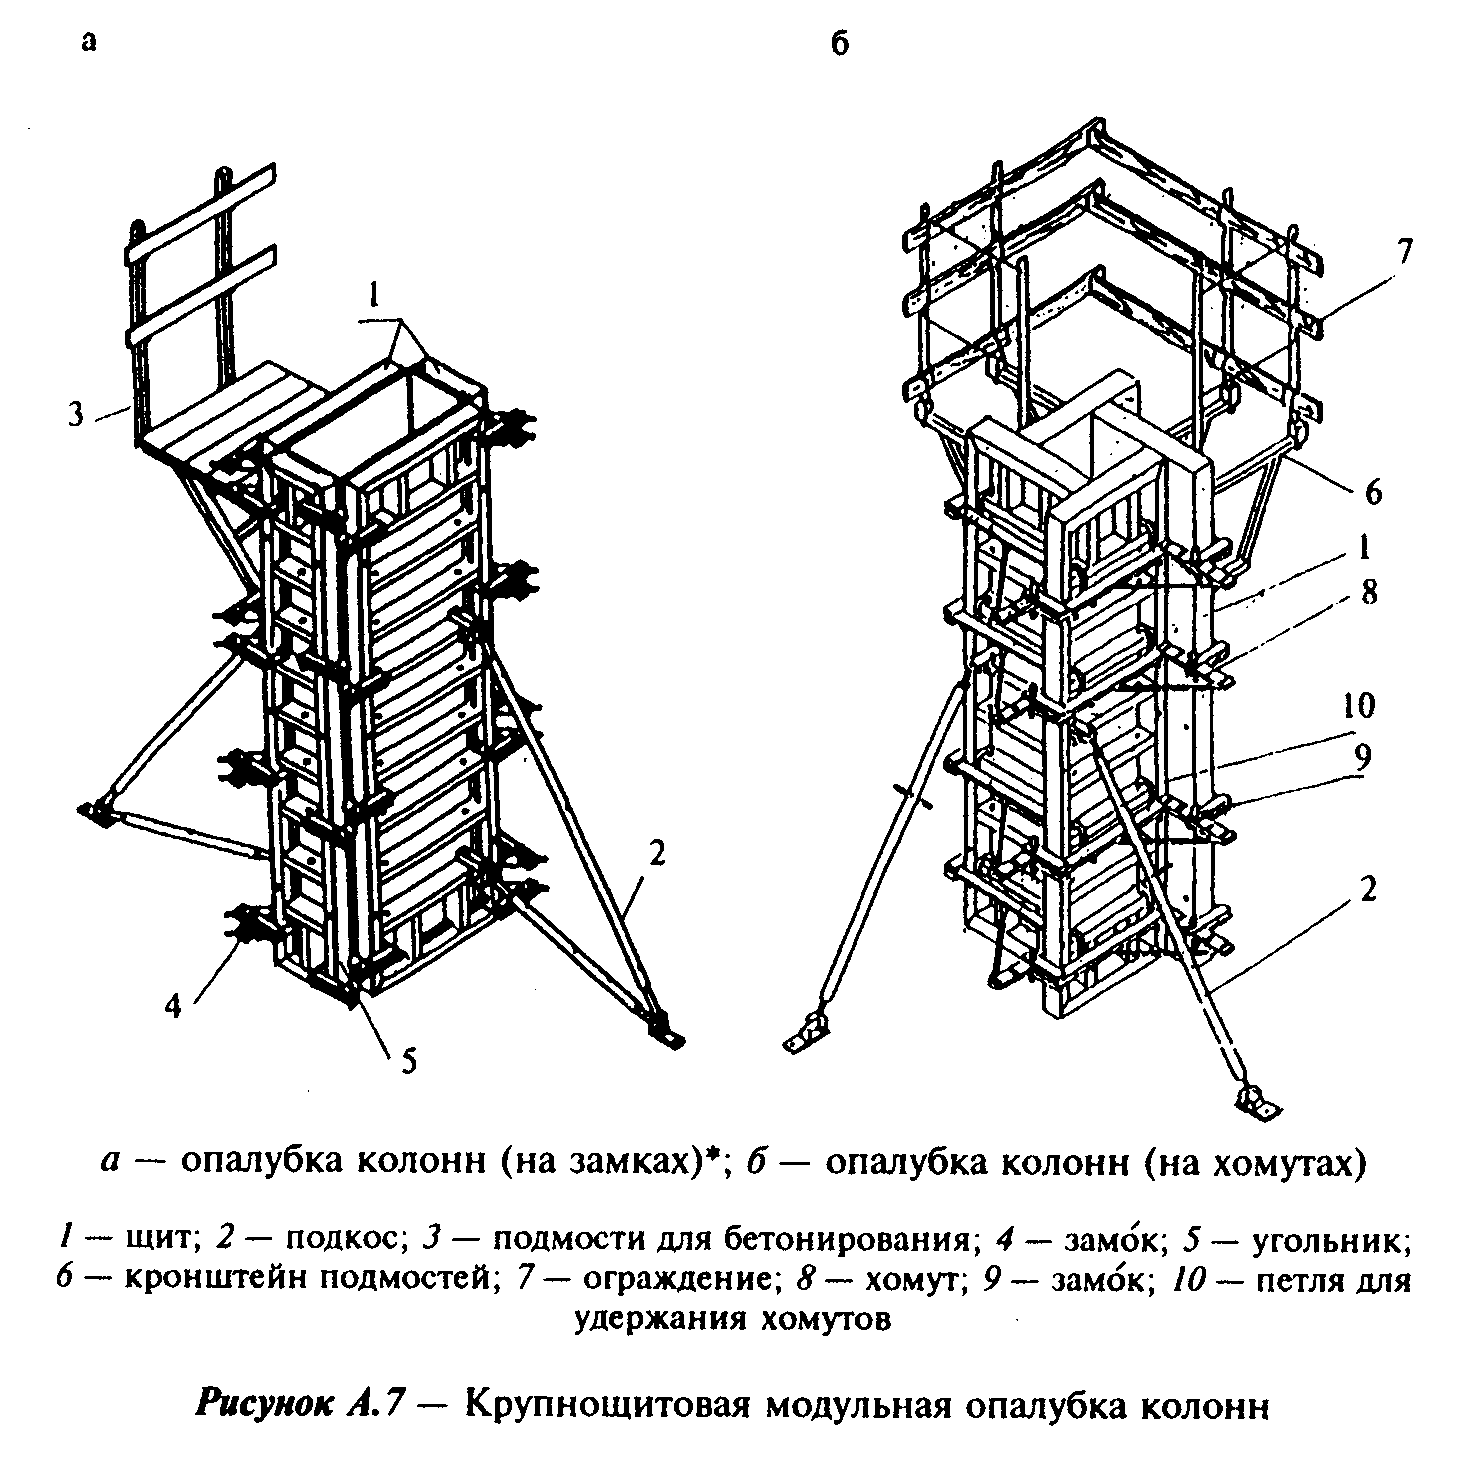 а
б
7
1
3
6
1
8
10
9
2
2
4
5
а — опалубка колонн (на замках)*; б — опалубка колонн (на хомутах)
1 — щит; 2 — подкос; 3 — подмости для бетонирования; 4 — замо́к; 5 — угольник;
6 — кронштейн подмостей; 7 — ограждение; 8 — хомут; 9 — замо́к; 10 — петля для
удержания хомутов
Рисунок А.7 — Крупнощитовая модульная опалубка колонн